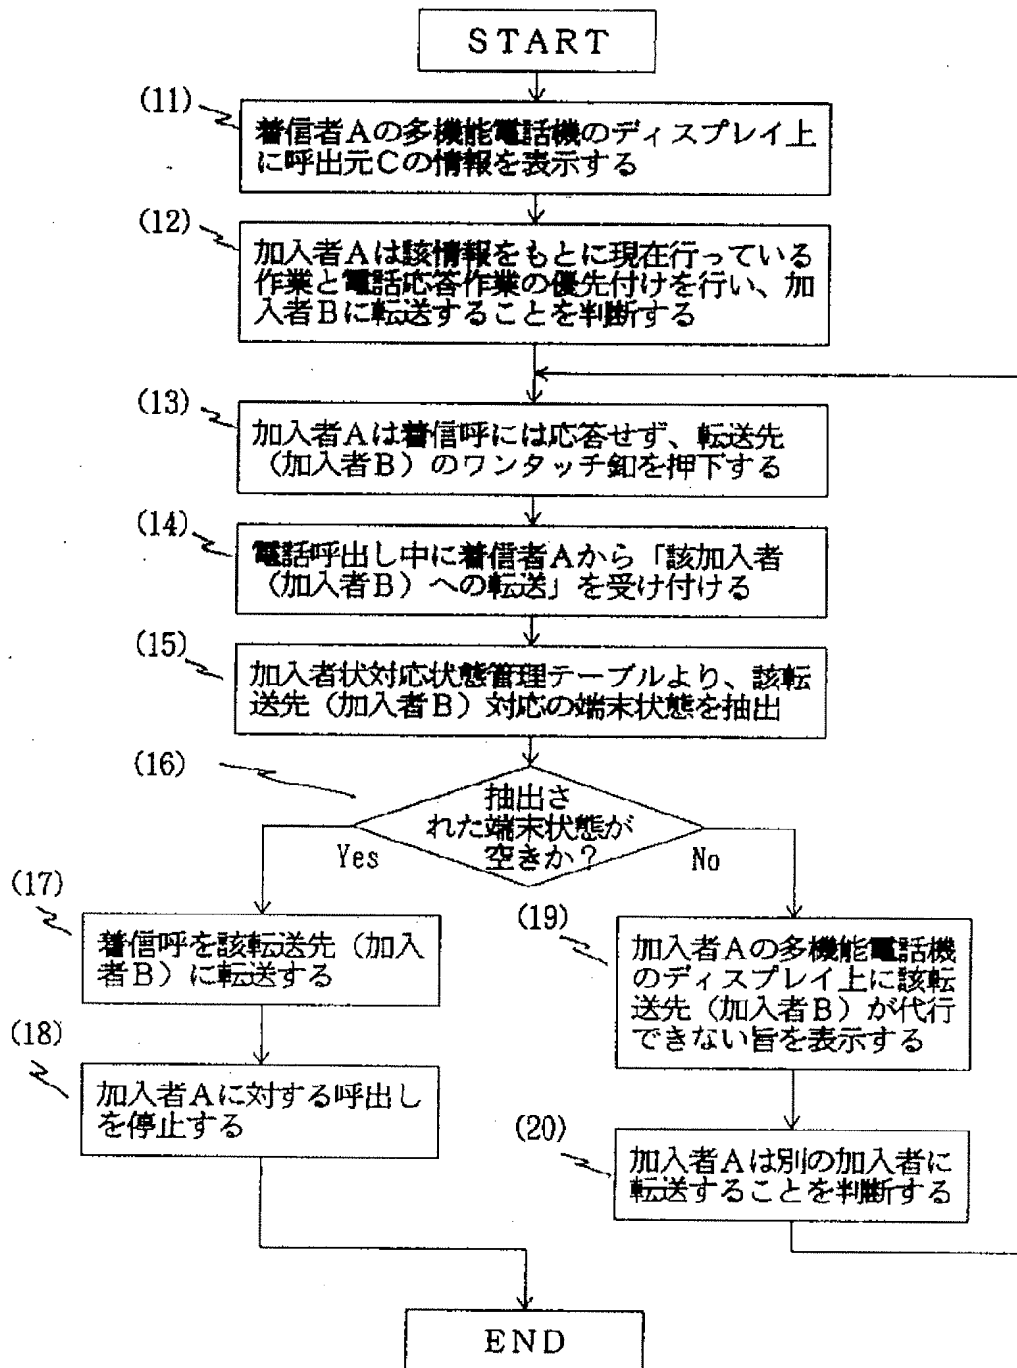 START
(11)
着信者Aの多機能電話機のディスプレイ上
に呼出元Cの情報を表示する
(12)
加入者Aは該情報をもとに現在行っている
作業と電話応答作業の優先付けを行い、加
入者Bに転送することを判断する
(13)
加入者Aは着信呼には応答せず、転送先
(加入者B)のワンタッチ釦を押下する
(14)
電話呼出し中に着信者Aから「該加入者
(加入者B)への転送」を受け付ける
(15)
加入者状対応状態管理テーブルより、該転
送先(加入者B)対応の端末状態を抽出
(16)
抽出さ
れた端末状態が
空きか?
Yes
No
(17)
着信呼を該転送先(加入
者B)に転送する
(18)
加入者Aに対する呼出し
を停止する
(19)
加入者Aの多機能電話機
のディスプレイ上に該転
送先(加入者B)が代行
できない旨を表示する
(20)
加入者Aは別の加入者に
転送することを判断する
END